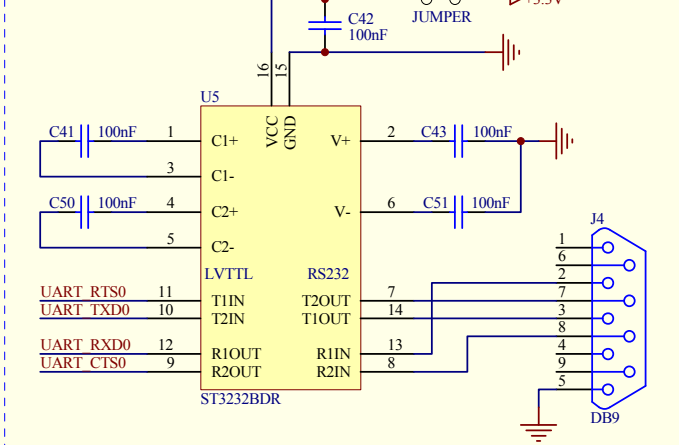 C42
100nF
JUMPER
+3.3V
16
15
U5
VCC
GND
C41
100nF
1
C1+
V+
2
C43
100nF
3
C1-
C50
100nF
4
C2+
V-
6
C51
100nF
5
C2-
J4
LVTTL
RS232
UART_RTS0
11
T1IN
T2OUT
7
UART_TXD0
10
T2IN
T1OUT
14
UART_RXD0
12
R1OUT
R1IN
13
UART_CTS0
9
R2OUT
R2IN
8
1
6
2
7
3
8
4
9
5
ST3232BDR
DB9